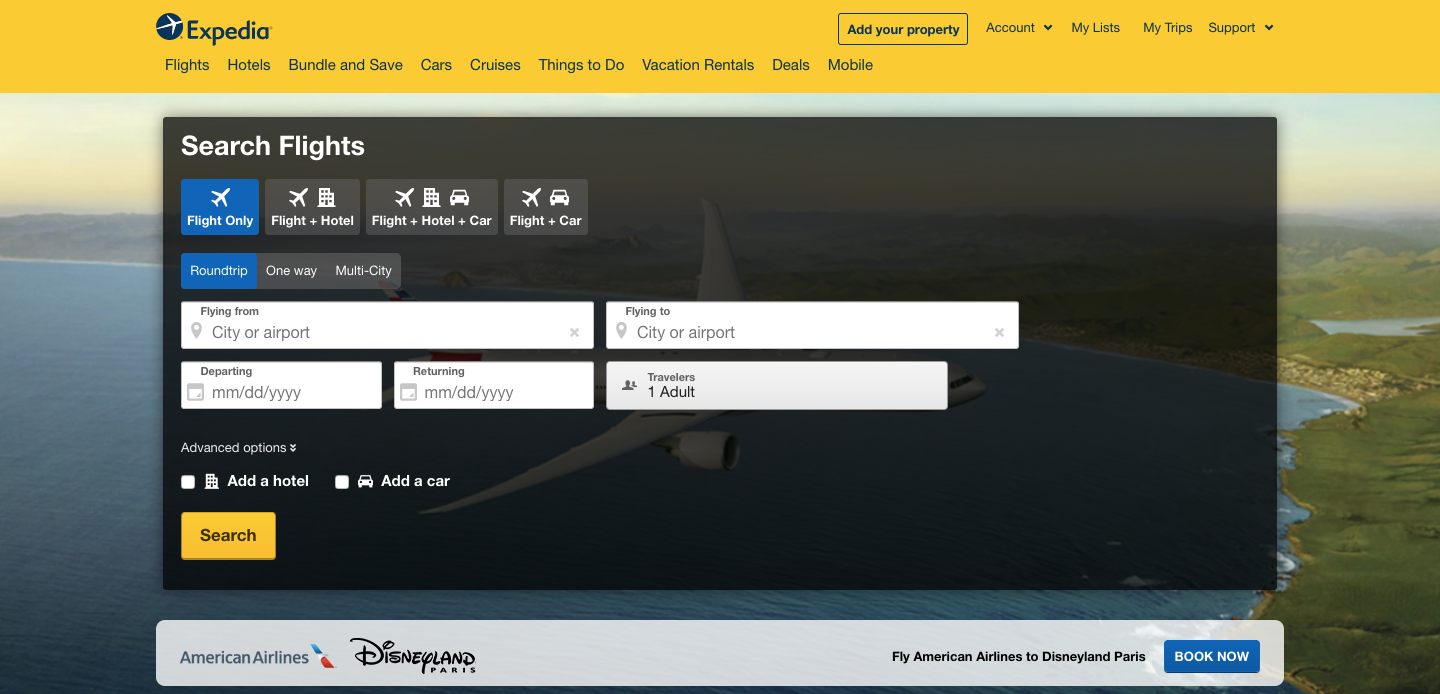 Expedia
Add your property
Account
My Lists
My Trips
Support
Flights
Hotels
Bundle and Save
Cars
Cruises
Things to Do
Vacation Rentals
Deals
Mobile
Search Flights
Flight Only
Flight + Hotel
Flight + Hotel + Car
Flight + Car
Roundtrip
One way
Multi-City
Flying from
City or airport
Flying to
City or airport
Departing
mm/dd/yyyy
Returning
mm/dd/yyyy
Travelers
1 Adult
Advanced options
Add a hotel
Add a car
Search
American Airlines
DISNEYLAND
PARIS
Fly American Airlines to Disneyland Paris
BOOK NOW